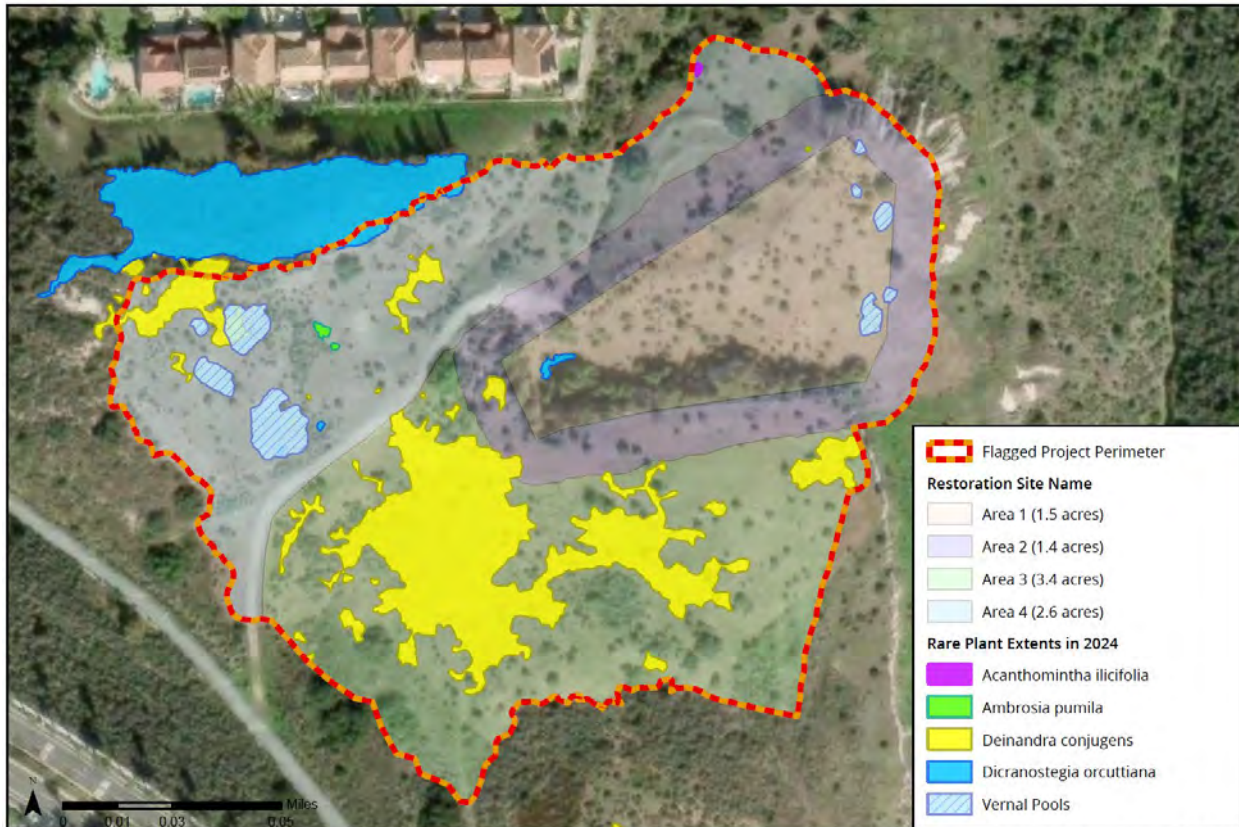 Flagged Project Perimeter
Restoration Site Name
Area 1 (1.5 acres)
Area 2 (1.4 acres)
Area 3 (3.4 acres)
Area 4 (2.6 acres)
Rare Plant Extents in 2024
Acanthomintha ilicifolia
Ambrosia pumila
Deinandra conjugens
Dicranostegia orcuttiana
Vernal Pools
N
Miles
0 0.01 0.03 0.05